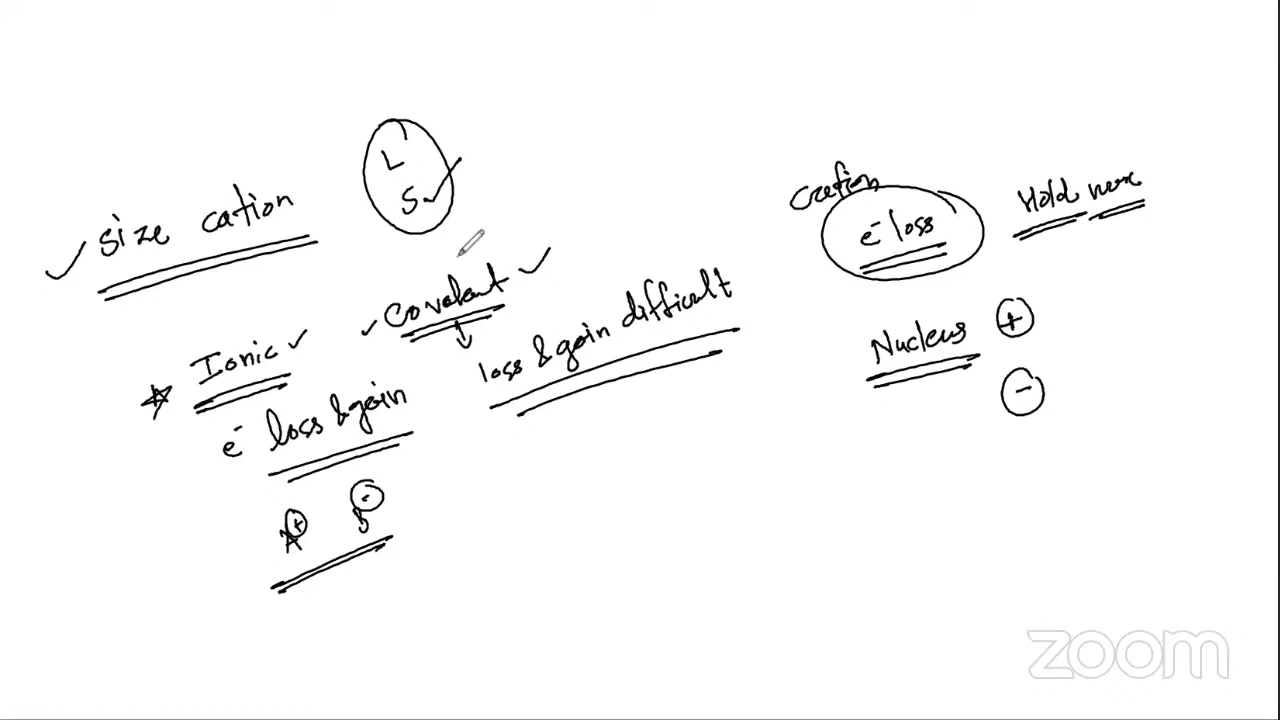 L
S ✓
✓ size cation
cation
e⁻ loss
Hold more
✓ Covalent ✓
Ionic ✓
loss & gain difficult
Nucleus +
-
e⁻ loss & gain
A⁺ B⁻
zoom